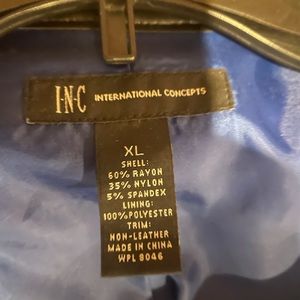 I·N·C INTERNATIONAL CONCEPTS
XL
SHELL:
60% RAYON
35% NYLON
5% SPANDEX
LINING:
100%POLYESTER
TRIM:
NON-LEATHER
MADE IN CHINA
WPL 8046